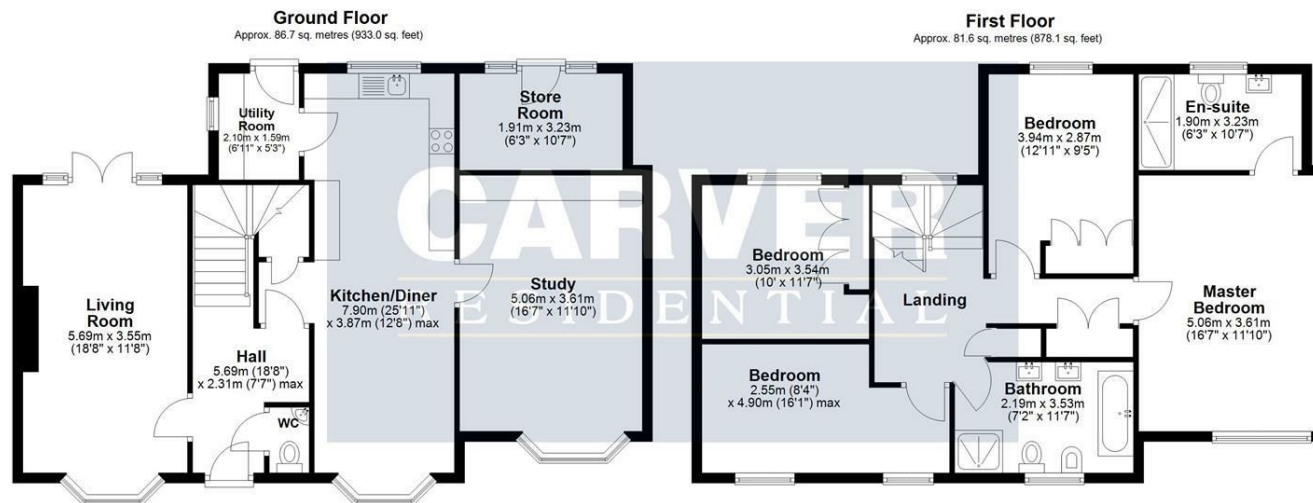 Ground Floor
Approx. 86.7 sq. metres (933.0 sq. feet)
Utility
Room
2.10m x 1.59m
(6'11" x 5'3")
Store
Room
1.91m x 3.23m
(6'3" x 10'7")
Living
Room
5.69m x 3.55m
(18'8" x 11'8")
Kitchen/Diner
7.90m (25'11")
x 3.87m (12'8") max
Study
5.06m x 3.61m
(16'7" x 11'10")
Hall
5.69m (18'8")
x 2.31m (7'7") max
WC
First Floor
Approx. 81.6 sq. metres (878.1 sq. feet)
Bedroom
3.94m x 2.87m
(12'11" x 9'5")
En-suite
1.90m x 3.23m
(6'3" x 10'7")
Bedroom
3.05m x 3.54m
(10' x 11'7")
Landing
Master
Bedroom
5.06m x 3.61m
(16'7" x 11'10")
Bedroom
2.55m (8'4")
x 4.90m (16'1") max
Bathroom
2.19m x 3.53m
(7'2" x 11'7")
CARVER
RESIDENTIAL